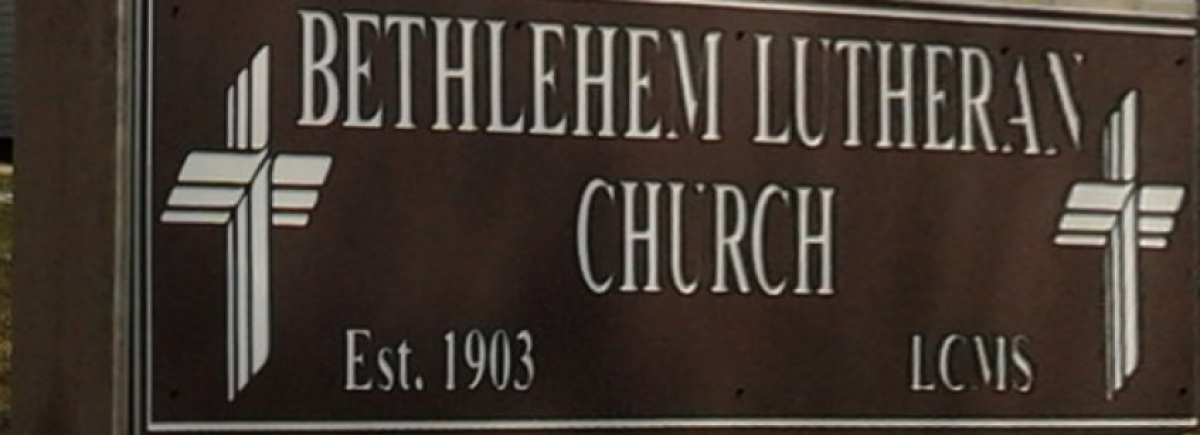 BETHLEHEM LUTHERAN
CHURCH
Est. 1903 LCMS